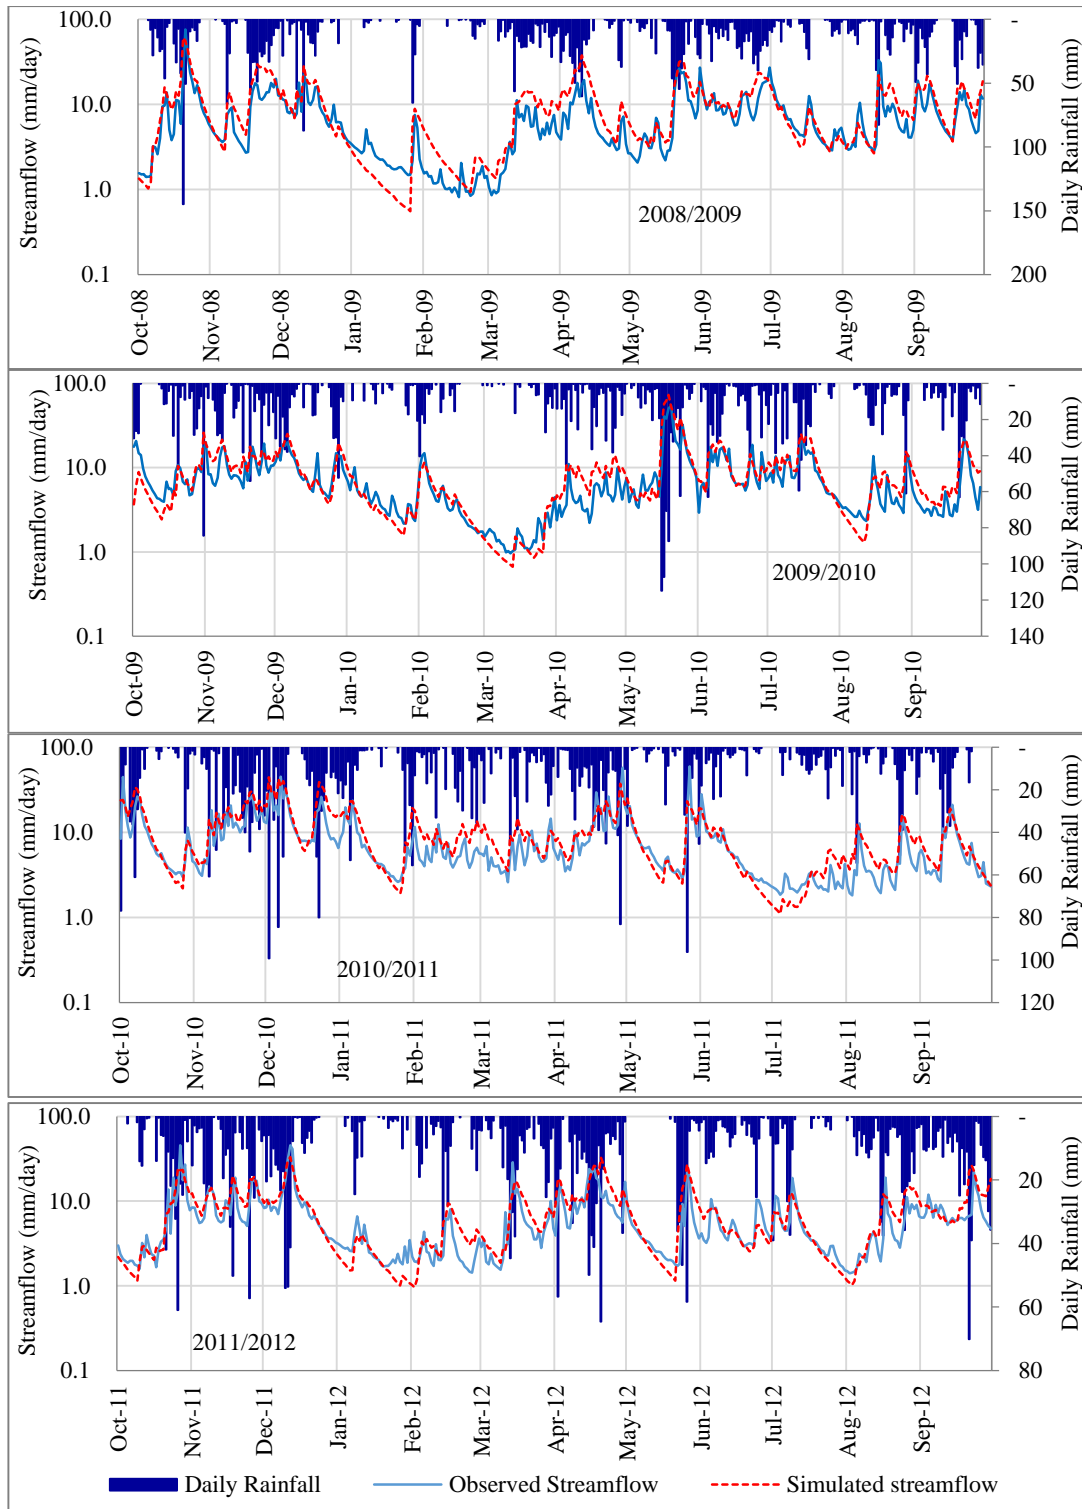 Streamflow (mm/day)
100.0
10.0
1.0
0.1
-
50
100
150
200
Daily Rainfall (mm)
2008/2009
Oct-08
Nov-08
Dec-08
Jan-09
Feb-09
Mar-09
Apr-09
May-09
Jun-09
Jul-09
Aug-09
Sep-09
Streamflow (mm/day)
100.0
10.0
1.0
0.1
-
20
40
60
80
100
120
140
Daily Rainfall (mm)
2009/2010
Oct-09
Nov-09
Dec-09
Jan-10
Feb-10
Mar-10
Apr-10
May-10
Jun-10
Jul-10
Aug-10
Sep-10
Streamflow (mm/day)
100.0
10.0
1.0
0.1
-
20
40
60
80
100
120
Daily Rainfall (mm)
2010/2011
Oct-10
Nov-10
Dec-10
Jan-11
Feb-11
Mar-11
Apr-11
May-11
Jun-11
Jul-11
Aug-11
Sep-11
Streamflow (mm/day)
100.0
10.0
1.0
0.1
-
20
40
60
80
Daily Rainfall (mm)
2011/2012
Oct-11
Nov-11
Dec-11
Jan-12
Feb-12
Mar-12
Apr-12
May-12
Jun-12
Jul-12
Aug-12
Sep-12
Daily Rainfall
Observed Streamflow
Simulated streamflow